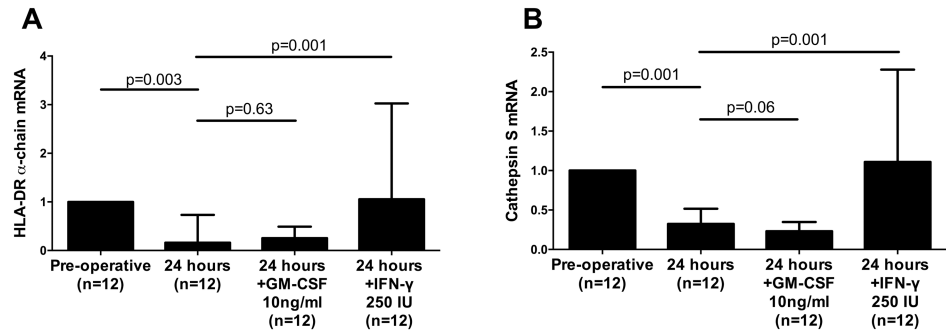 A
HLA-DR α-chain mRNA
4
3
2
1
0
p=0.001
p=0.003
p=0.63
Pre-operative
(n=12)
24 hours
(n=12)
24 hours
+GM-CSF
10ng/ml
(n=12)
24 hours
+IFN-γ
250 IU
(n=12)
B
Cathepsin S mRNA
2.5
2.0
1.5
1.0
0.5
0.0
p=0.001
p=0.001
p=0.06
Pre-operative
(n=12)
24 hours
(n=12)
24 hours
+GM-CSF
10ng/ml
(n=12)
24 hours
+IFN-γ
250 IU
(n=12)